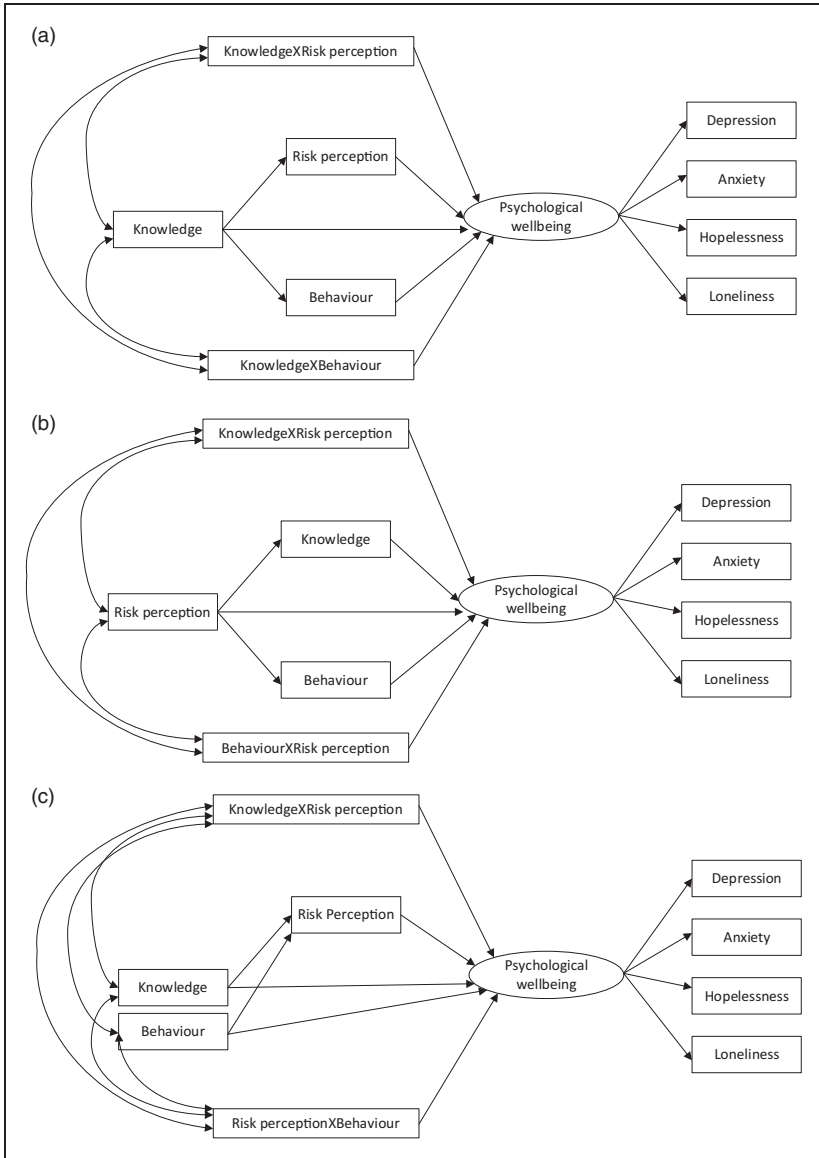 (a)
KnowledgeXRisk perception
Depression
Risk perception
Anxiety
Psychological
wellbeing
Knowledge
Hopelessness
Behaviour
Loneliness
KnowledgeXBehaviour
(b)
KnowledgeXRisk perception
Depression
Knowledge
Anxiety
Psychological
wellbeing
Risk perception
Hopelessness
Behaviour
Loneliness
BehaviourXRisk perception
(c)
KnowledgeXRisk perception
Depression
Risk Perception
Anxiety
Psychological
wellbeing
Knowledge
Hopelessness
Behaviour
Loneliness
Risk perceptionXBehaviour